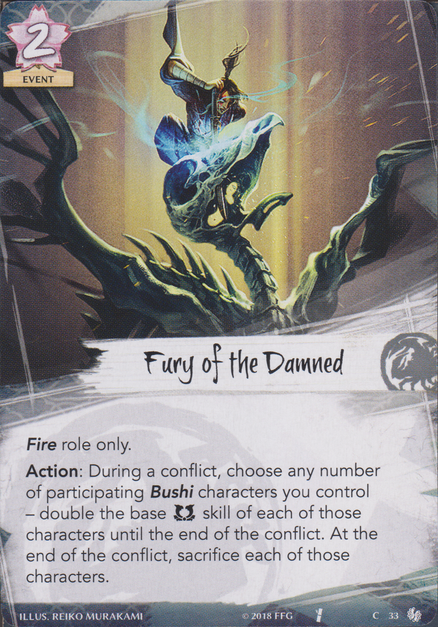 2
EVENT
Fury of the Damned
Fire role only.
Action: During a conflict, choose any number
of participating Bushi characters you control
– double the base skill of each of those
characters until the end of the conflict. At the
end of the conflict, sacrifice each of those
characters.
ILLUS. REIKO MURAKAMI © 2018 FFG C 33